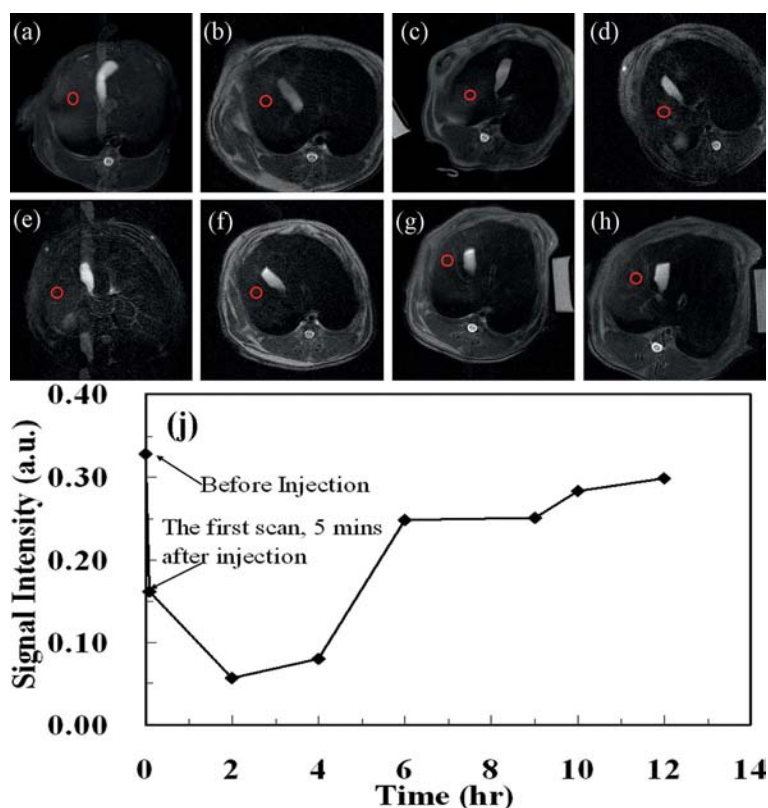 (a) (b) (c) (d)
(e) (f) (g) (h)
(j)
Signal Intensity (a.u.)
0.40
0.30
0.20
0.10
0.00
Before Injection
The first scan, 5 mins
after injection
0 2 4 6 8 10 12 14
Time (hr)